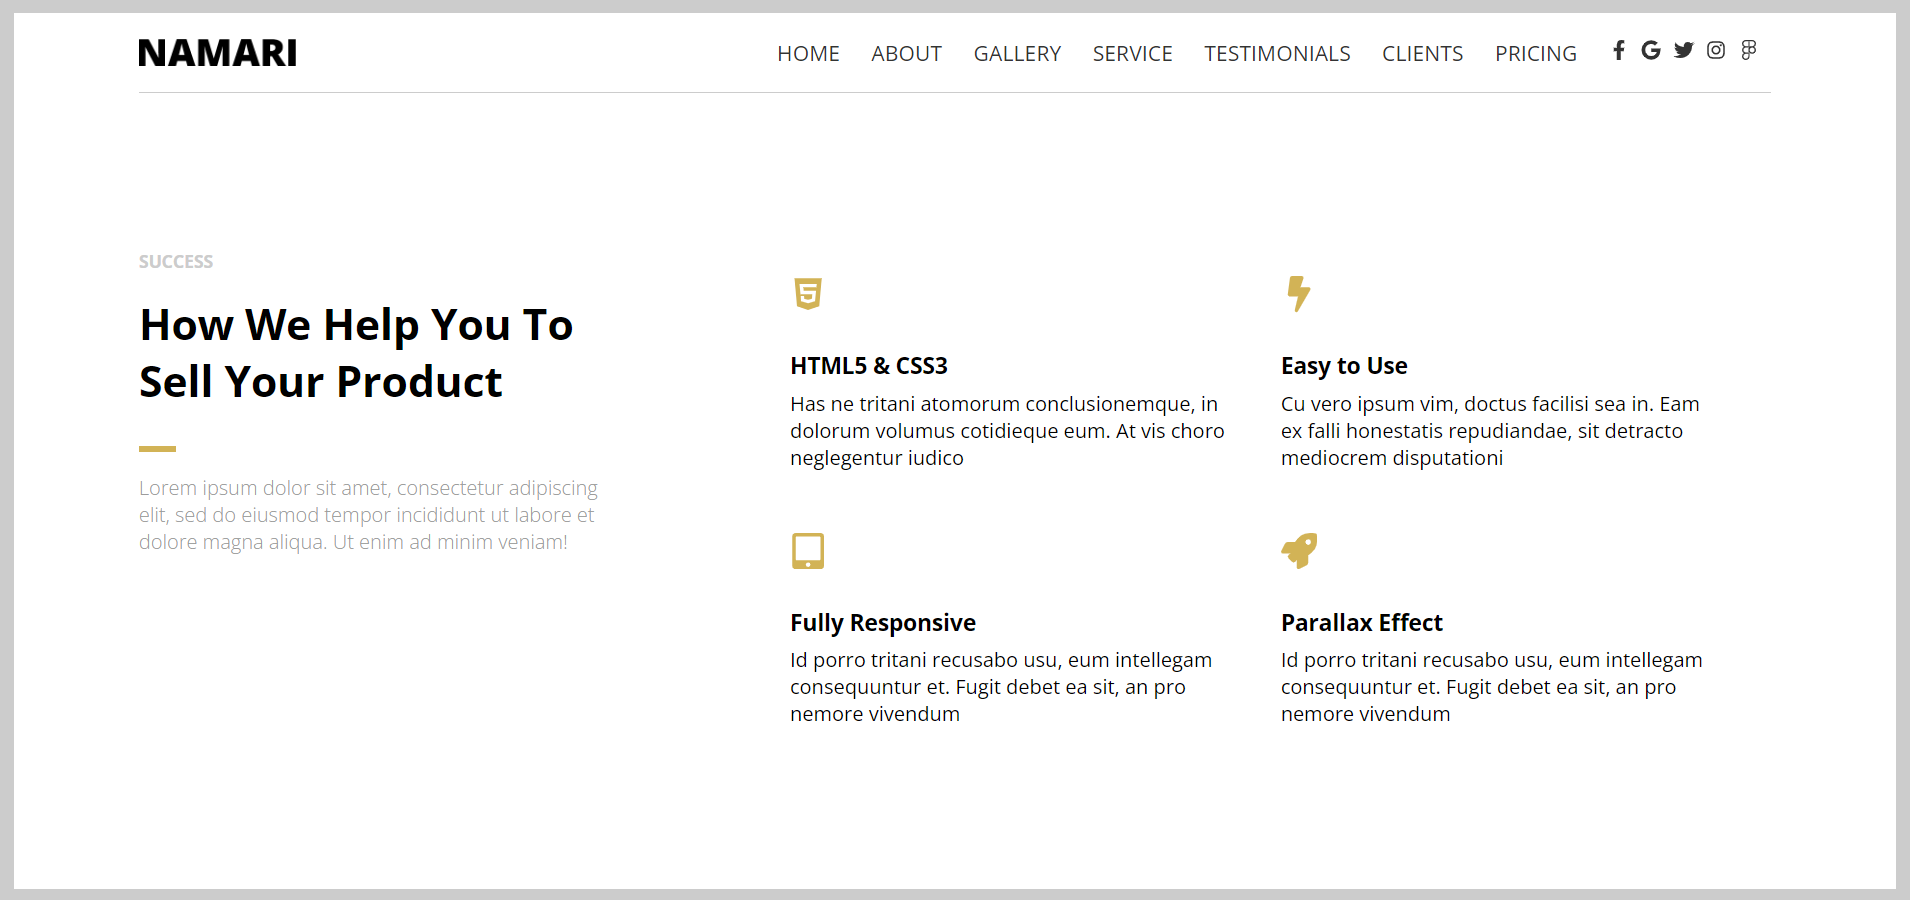 NAMARI
HOME ABOUT GALLERY SERVICE TESTIMONIALS CLIENTS PRICING
SUCCESS
How We Help You To
Sell Your Product
Lorem ipsum dolor sit amet, consectetur adipiscing
elit, sed do eiusmod tempor incididunt ut labore et
dolore magna aliqua. Ut enim ad minim veniam!
HTML5 & CSS3
Has ne tritani atomorum conclusionemque, in
dolorum volumus cotidieque eum. At vis choro
neglegentur iudico
Easy to Use
Cu vero ipsum vim, doctus facilisi sea in. Eam
ex falli honestatis repudiandae, sit detracto
mediocrem disputationi
Fully Responsive
Id porro tritani recusabo usu, eum intellegam
consequuntur et. Fugit debet ea sit, an pro
nemore vivendum
Parallax Effect
Id porro tritani recusabo usu, eum intellegam
consequuntur et. Fugit debet ea sit, an pro
nemore vivendum